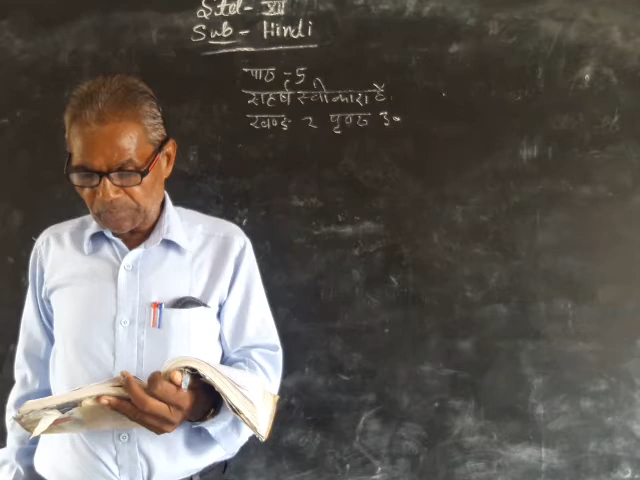 Std - XII
Sub - Hindi
पाठ - 5
सहर्ष स्वीकारा है.
खण्ड 2 पृष्ठ 30